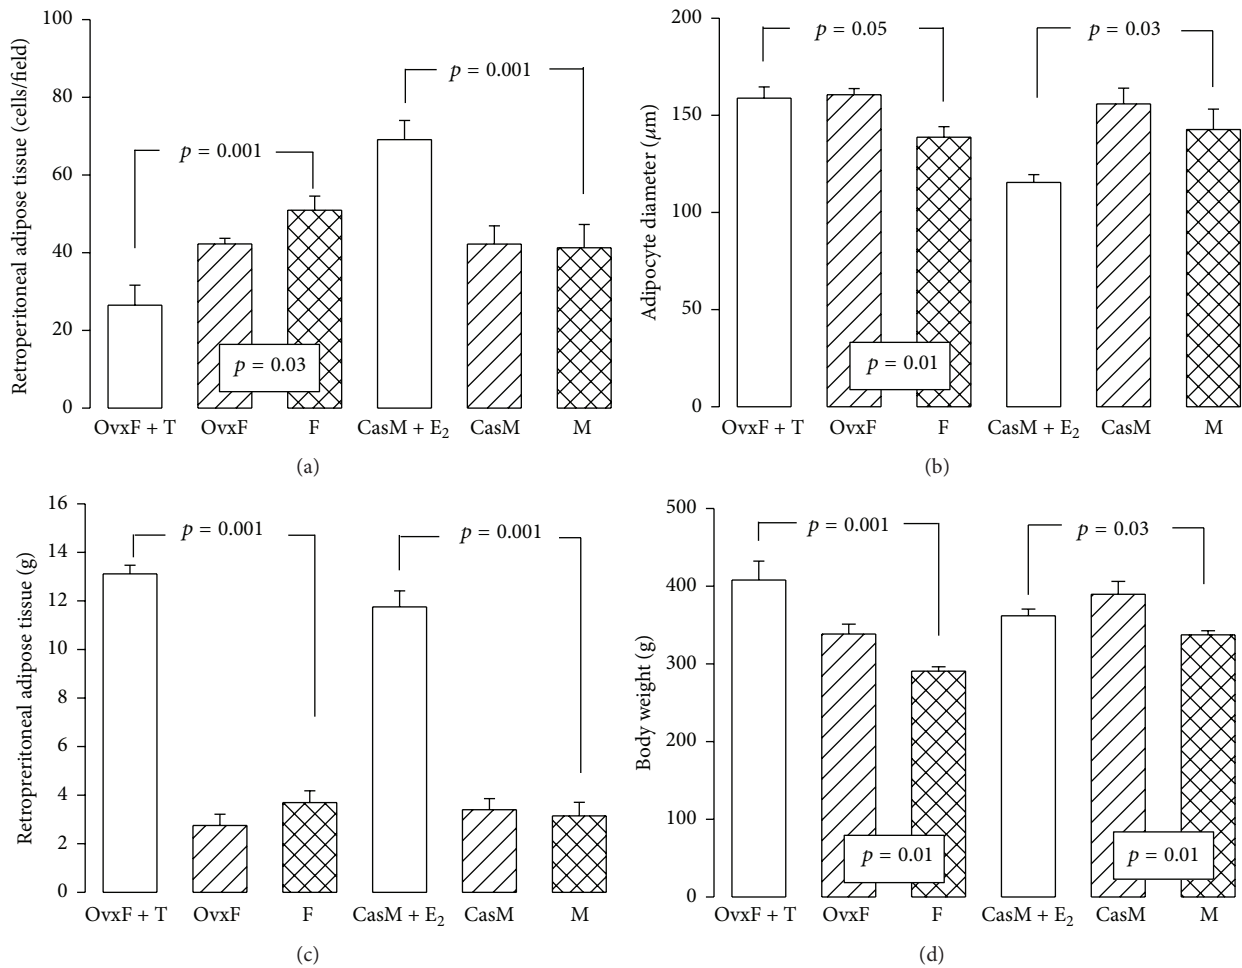 Retroperitoneal adipose tissue (cells/field)
100
80
60
40
20
0
p = 0.001
p = 0.001
p = 0.03
OvxF + T
OvxF
F
CasM + E₂
CasM
M
(a)
Adipocyte diameter (μm)
200
150
100
50
0
p = 0.05
p = 0.03
p = 0.01
OvxF + T
OvxF
F
CasM + E₂
CasM
M
(b)
Retropreritoneal adipose tissue (g)
16
14
12
10
8
6
4
2
0
p = 0.001
p = 0.001
OvxF + T
OvxF
F
CasM + E₂
CasM
M
(c)
Body weight (g)
500
400
300
200
100
0
p = 0.001
p = 0.03
p = 0.01
p = 0.01
OvxF + T
OvxF
F
CasM + E₂
CasM
M
(d)